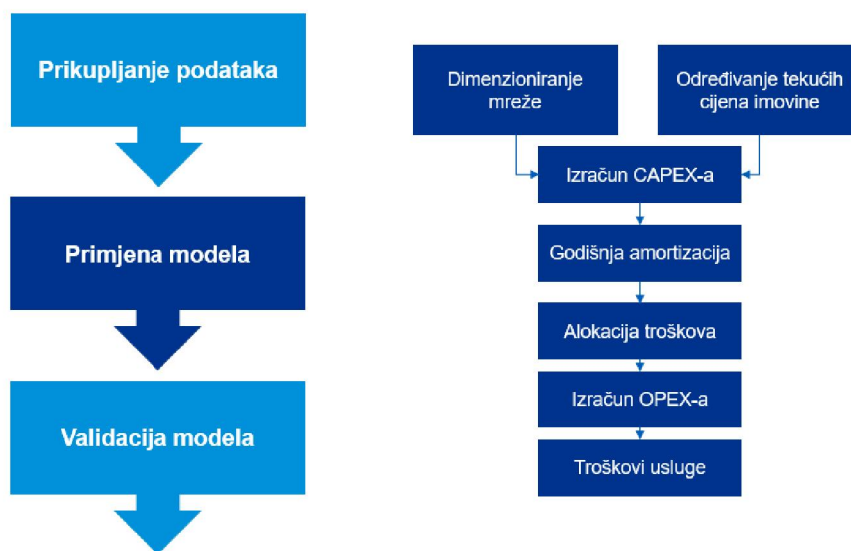 Prikupljanje podataka
Primjena modela
Validacija modela
Dimenzioniranje
mreže
Određivanje tekućih
cijena imovine
Izračun CAPEX-a
Godišnja amortizacija
Alokacija troškova
Izračun OPEX-a
Troškovi usluge